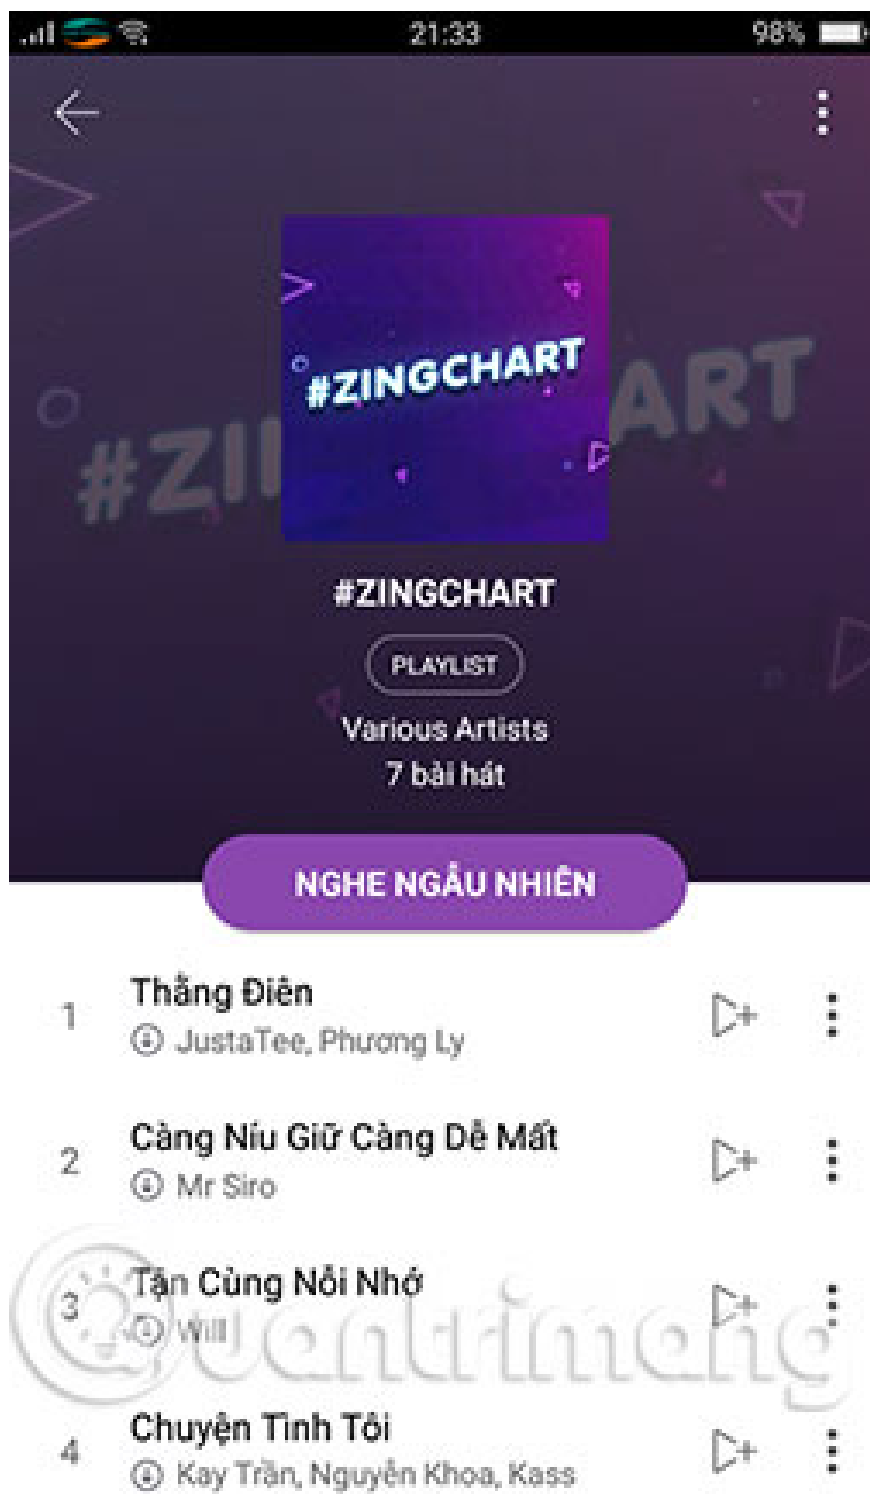 21:33
98%
#ZINGCHART
#ZINGCHART
PLAYLIST
Various Artists
7 bài hát
NGHE NGẪU NHIÊN
1
Thằng Điên
JustaTee, Phương Ly
2
Càng Níu Giữ Càng Dễ Mất
Mr Siro
3
Tận Cùng Nỗi Nhớ
Will
4
Chuyện Tình Tôi
Kay Trần, Nguyễn Khoa, Kass
Quantrimang